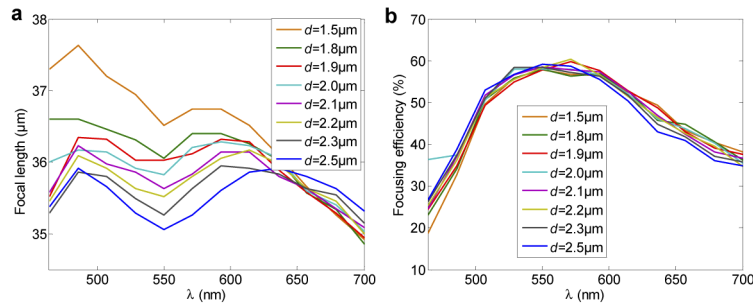 a
38
37
36
35
Focal length (µm)
500
550
600
650
700
λ (nm)
d=1.5µm
d=1.8µm
d=1.9µm
d=2.0µm
d=2.1µm
d=2.2µm
d=2.3µm
d=2.5µm
b
70
60
50
40
30
20
10
Focusing efficiency (%)
500
550
600
650
700
λ (nm)
d=1.5µm
d=1.8µm
d=1.9µm
d=2.0µm
d=2.1µm
d=2.2µm
d=2.3µm
d=2.5µm